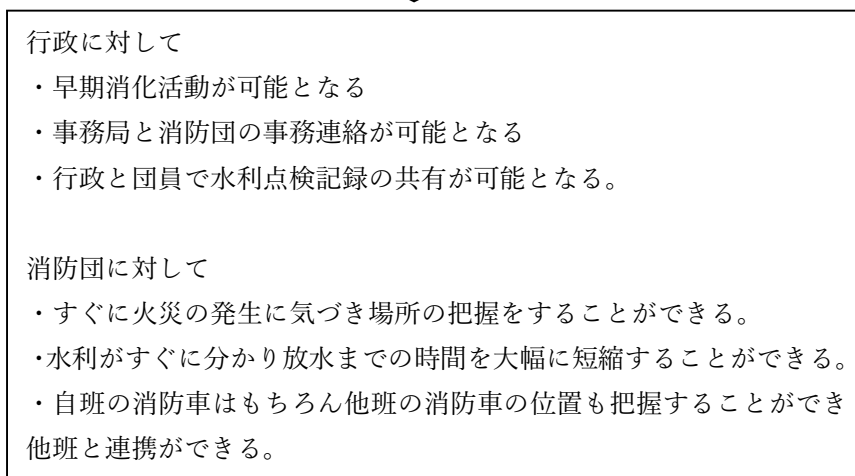 行政に対して
・早期消化活動が可能となる
・事務局と消防団の事務連絡が可能となる
・行政と団員で水利点検記録の共有が可能となる。
消防団に対して
・すぐに火災の発生に気づき場所の把握をすることができる。
・水利がすぐに分かり放水までの時間を大幅に短縮することができる。
・自班の消防車はもちろん他班の消防車の位置も把握することができ
他班と連携ができる。